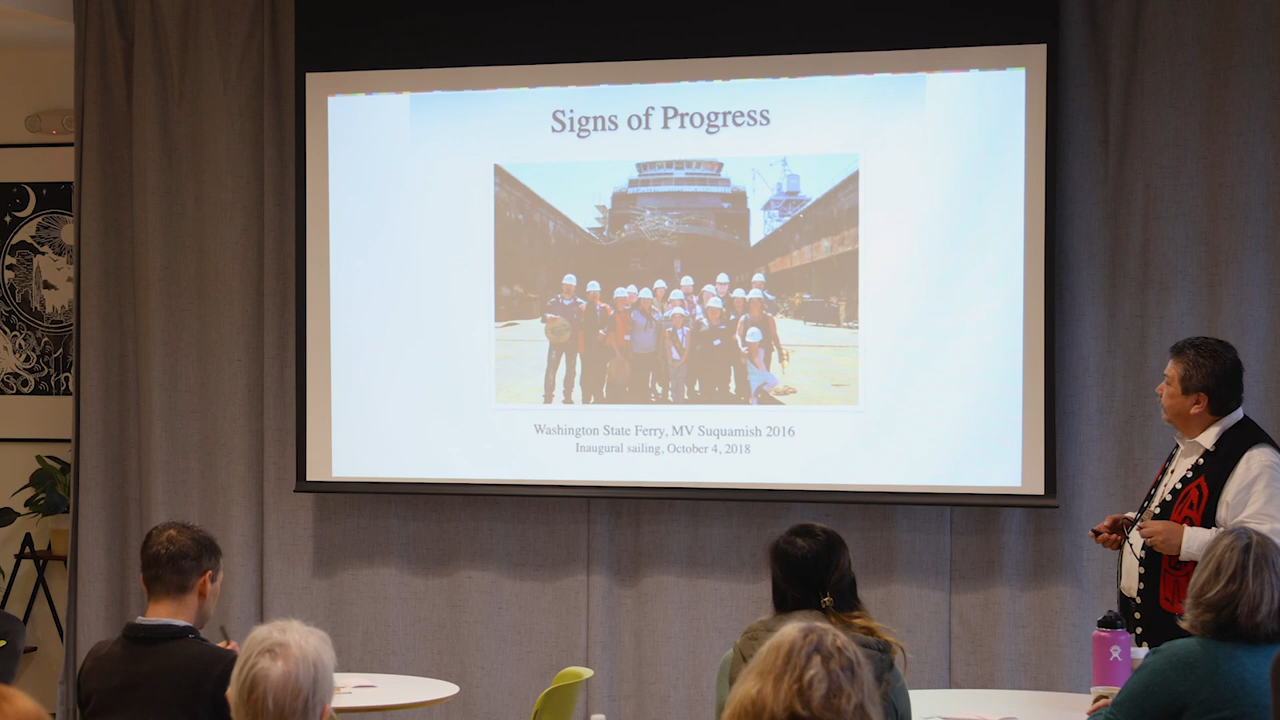 Signs of Progress
Washington State Ferry, MV Suquamish 2016
Inaugural sailing, October 4, 2018